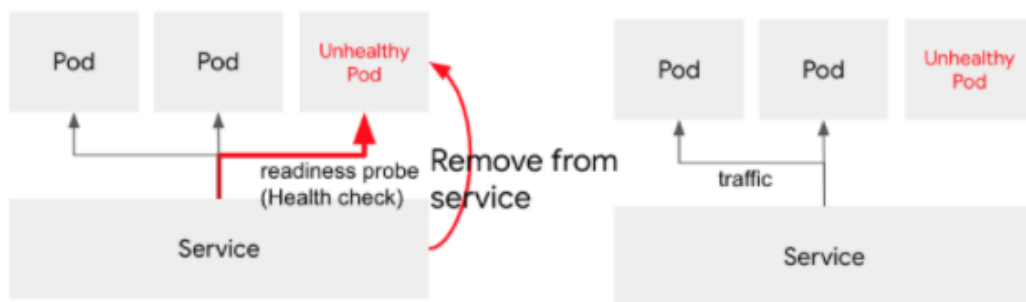 Pod
Pod
Unhealthy
Pod
readiness probe
(Health check)
Remove from
service
Service
Pod
Pod
Unhealthy
Pod
traffic
Service